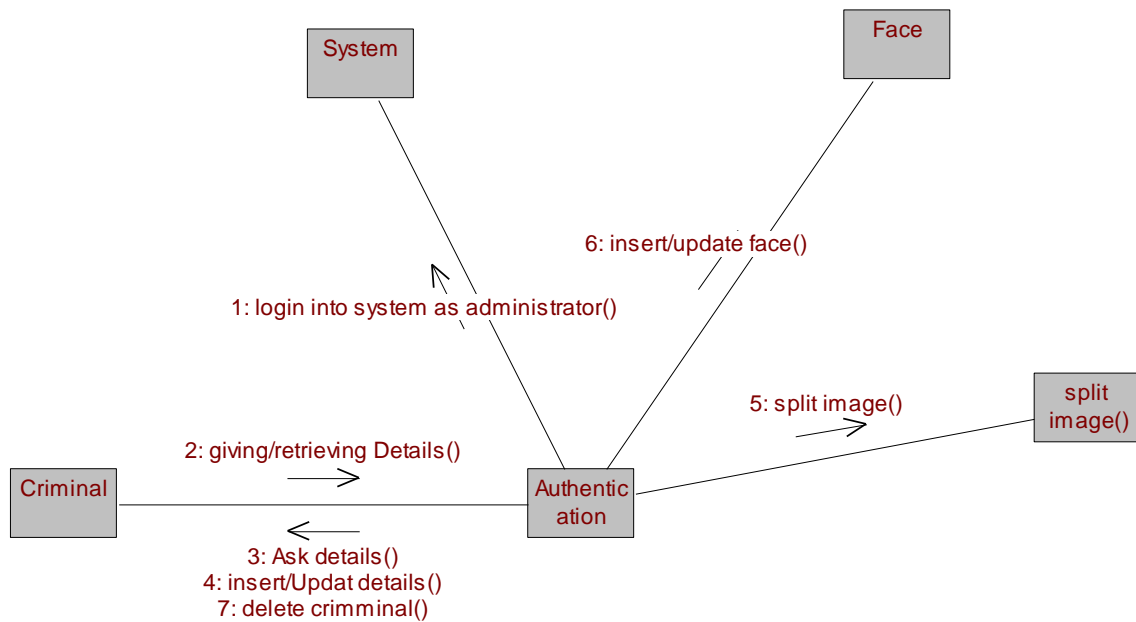 System
Face
6: insert/update face()
1: login into system as administrator()
split
image()
5: split image()
2: giving/retrieving Details()
Criminal
Authentic
ation
3: Ask details()
4: insert/Updat details()
7: delete crimminal()